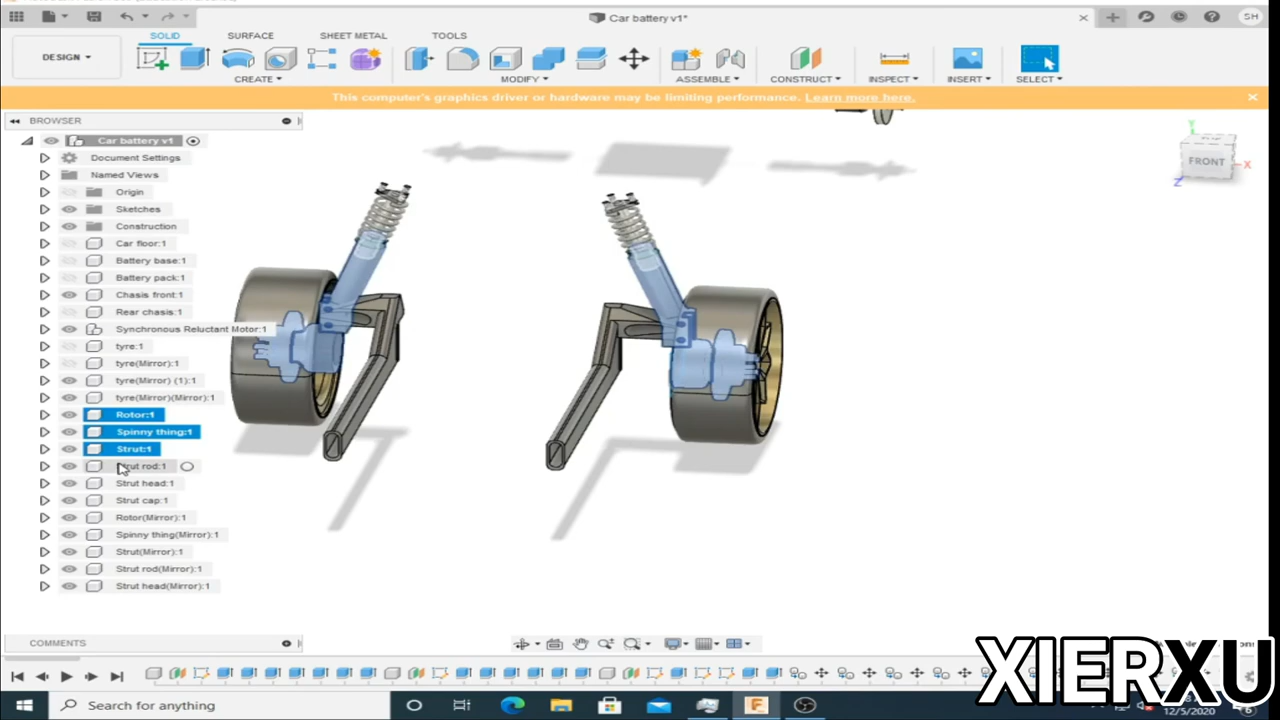 Car battery v1*
SH
DESIGN
SOLID
SURFACE
SHEET METAL
TOOLS
CREATE
MODIFY
ASSEMBLE
CONSTRUCT
INSPECT
INSERT
SELECT
This computer's graphics driver or hardware may be limiting performance. Learn more here.
BROWSER
Car battery v1
Document Settings
Named Views
Origin
Sketches
Construction
Car floor:1
Battery base:1
Battery pack:1
Chasis front:1
Rear chasis:1
Synchronous Reluctant Motor:1
tyre:1
tyre(Mirror):1
tyre(Mirror) (1):1
tyre(Mirror)(Mirror):1
Rotor:1
Spinny thing:1
Strut:1
Strut rod:1
Strut head:1
Strut cap:1
Rotor(Mirror):1
Spinny thing(Mirror):1
Strut(Mirror):1
Strut rod(Mirror):1
Strut head(Mirror):1
FRONT
X
Y
Z
COMMENTS
XIERXU
Search for anything
12/5/2020